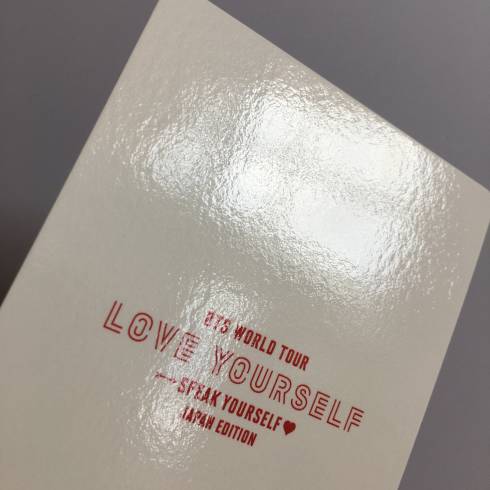 BTS WORLD TOUR
LOVE YOURSELF
SPEAK YOURSELF
JAPAN EDITION